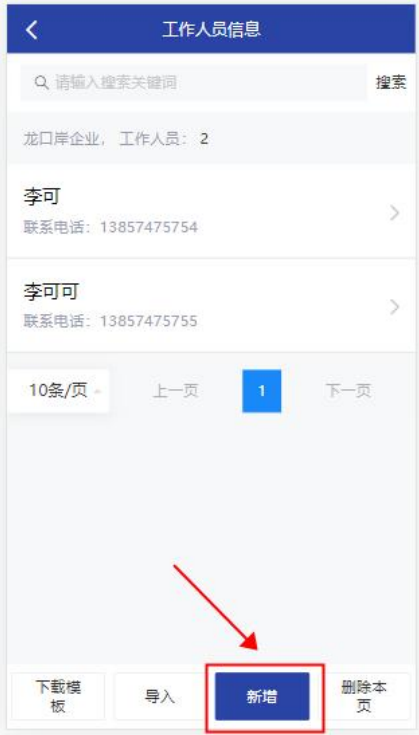 工作人员信息
请输入搜索关键词 搜索
龙口岸企业, 工作人员: 2
李可
联系电话: 13857475754
李可可
联系电话: 13857475755
10条/页 上一页 1 下一页
下载模板 导入 新增 删除本页